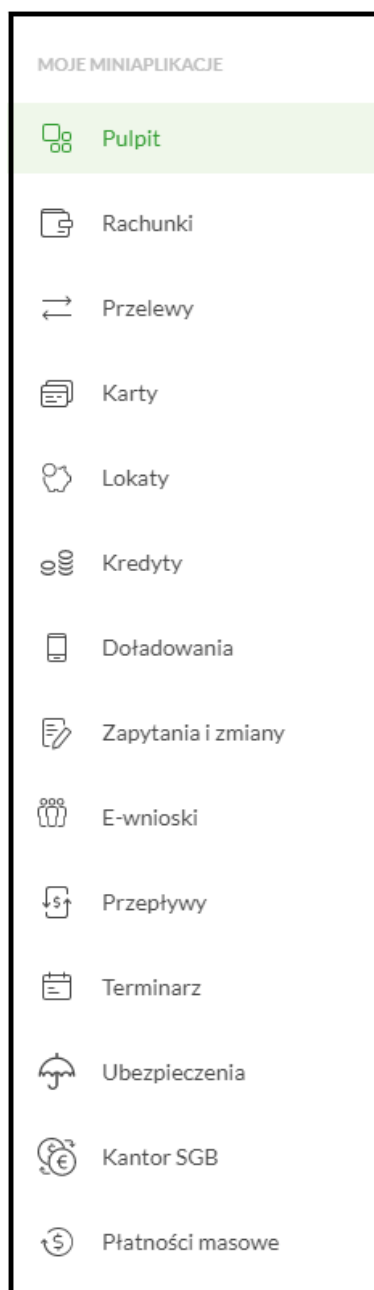 MOJE MINIAPLIKACJE
Pulpit
Rachunki
Przelewy
Karty
Lokaty
Kredyty
Doładowania
Zapytania i zmiany
E-wnioski
Przepływy
Terminarz
Ubezpieczenia
Kantor SGB
Płatności masowe